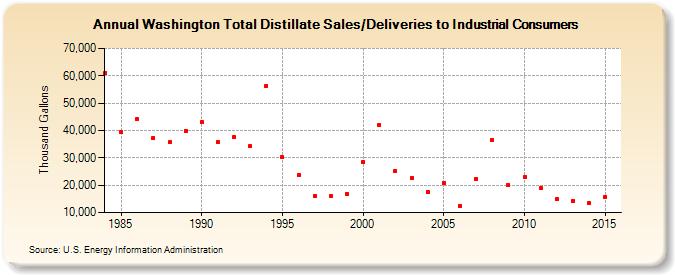 Annual Washington Total Distillate Sales/Deliveries to Industrial Consumers
Thousand Gallons
70,000
60,000
50,000
40,000
30,000
20,000
10,000
1985 1990 1995 2000 2005 2010 2015
Source: U.S. Energy Information Administration